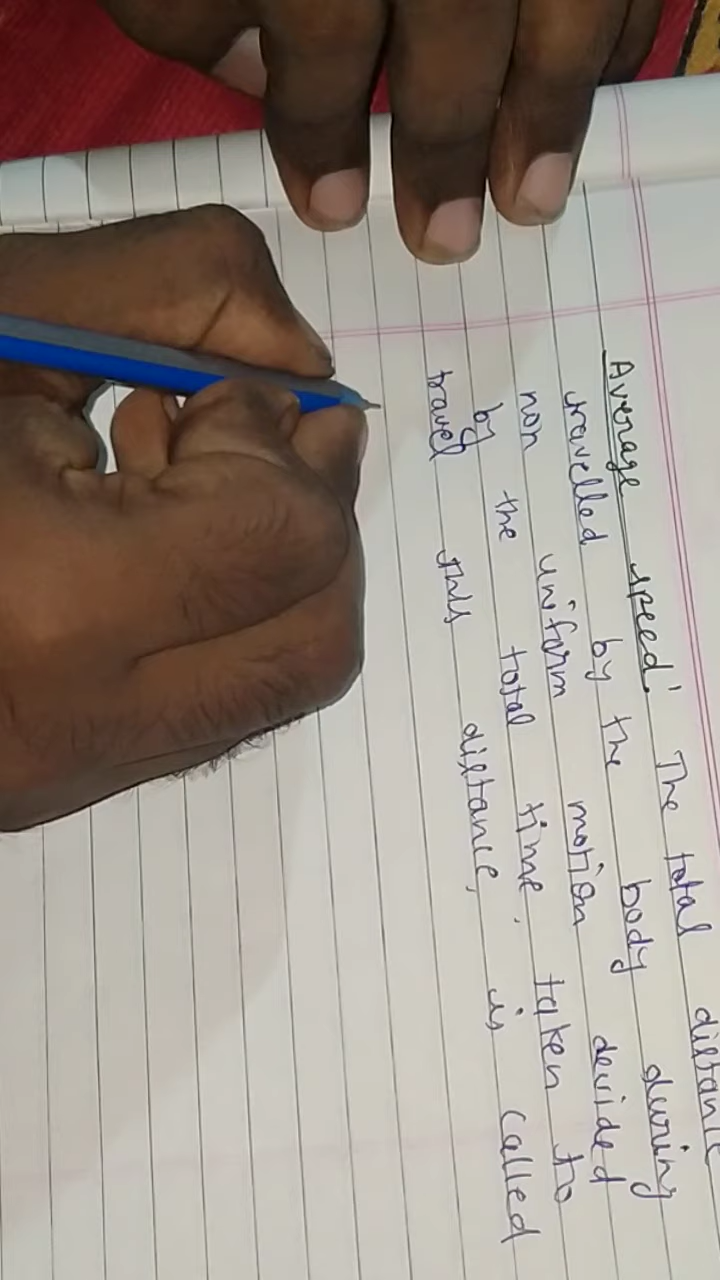 Average speed: The total distance
travelled by the body during
non uniform motion devided
by the total time, taken to
travel this distance, is called